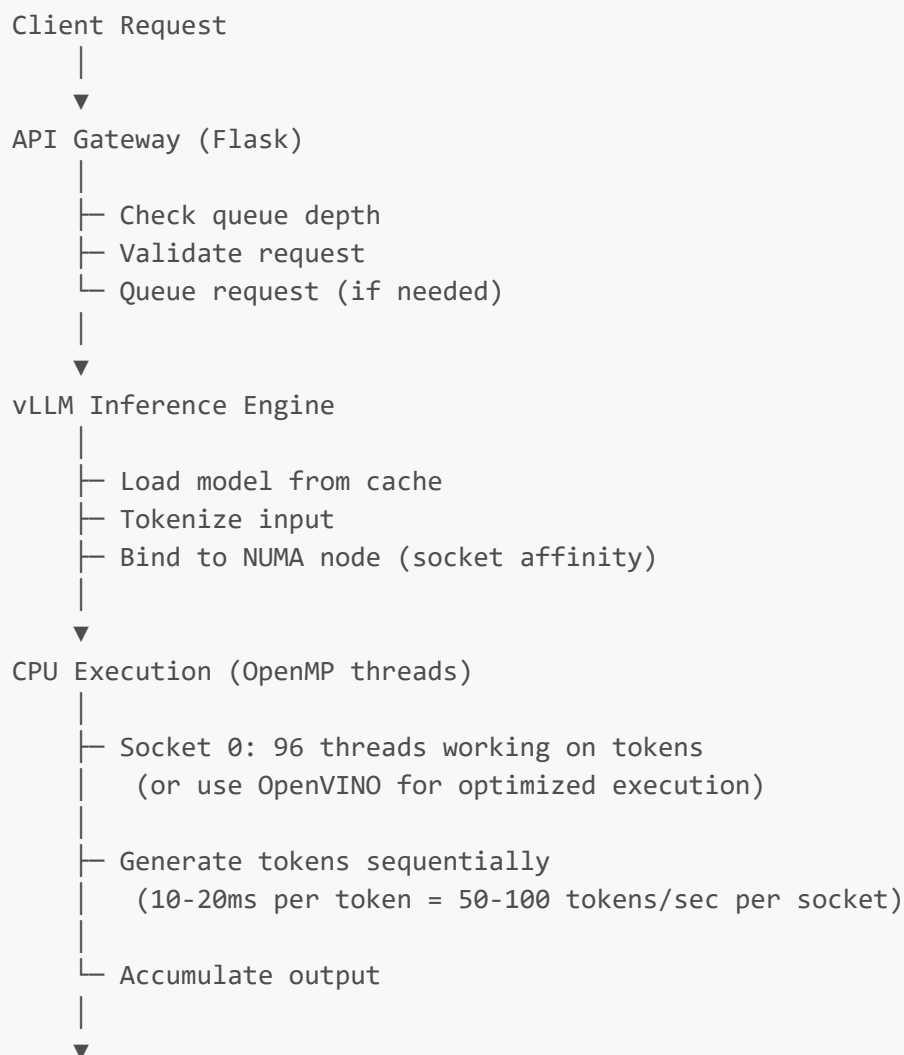 Client Request
│
▼
API Gateway (Flask)
│
├─ Check queue depth
├─ Validate request
└─ Queue request (if needed)
│
▼
vLLM Inference Engine
│
├─ Load model from cache
├─ Tokenize input
├─ Bind to NUMA node (socket affinity)
│
▼
CPU Execution (OpenMP threads)
│
├─ Socket 0: 96 threads working on tokens
│   (or use OpenVINO for optimized execution)
│
├─ Generate tokens sequentially
│   (10-20ms per token = 50-100 tokens/sec per socket)
│
└─ Accumulate output
│
▼